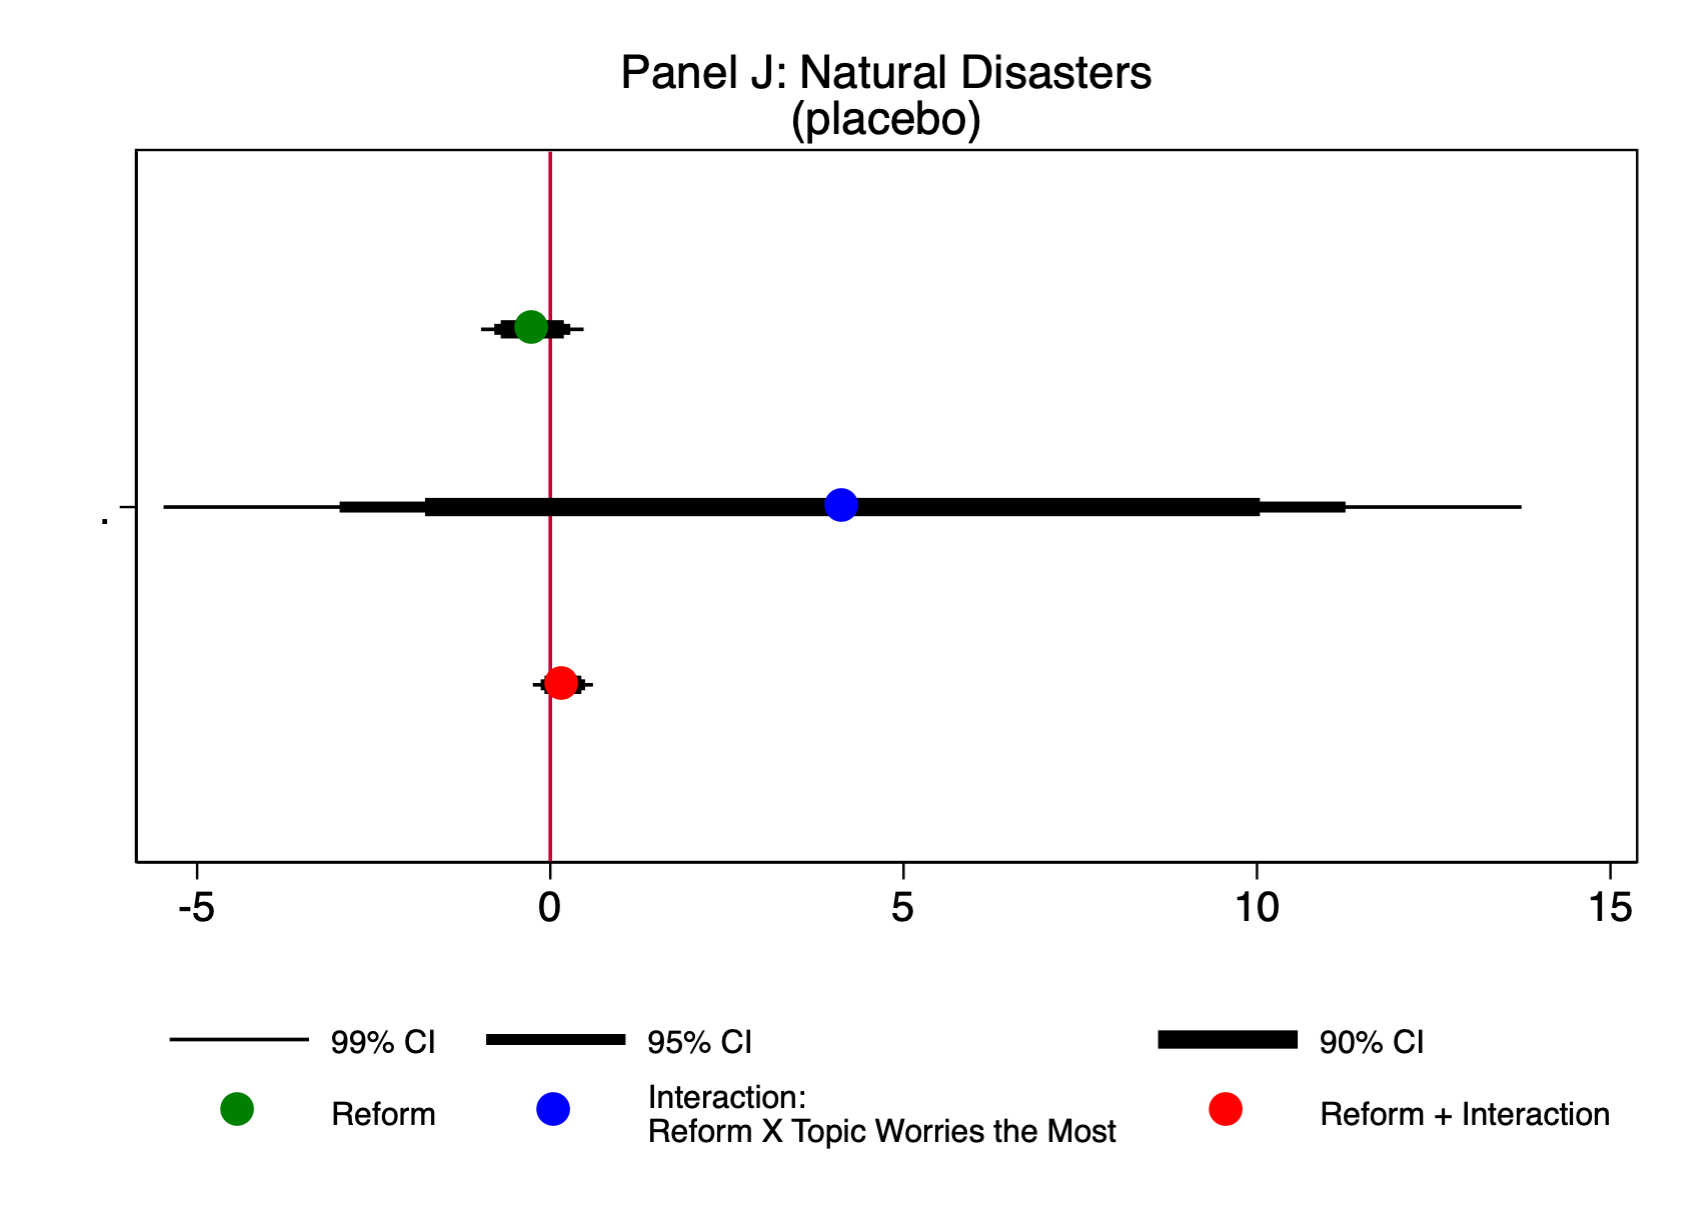 Panel J: Natural Disasters
(placebo)
.
-5 0 5 10 15
99% CI 95% CI 90% CI
Reform
Interaction:
Reform X Topic Worries the Most
Reform + Interaction